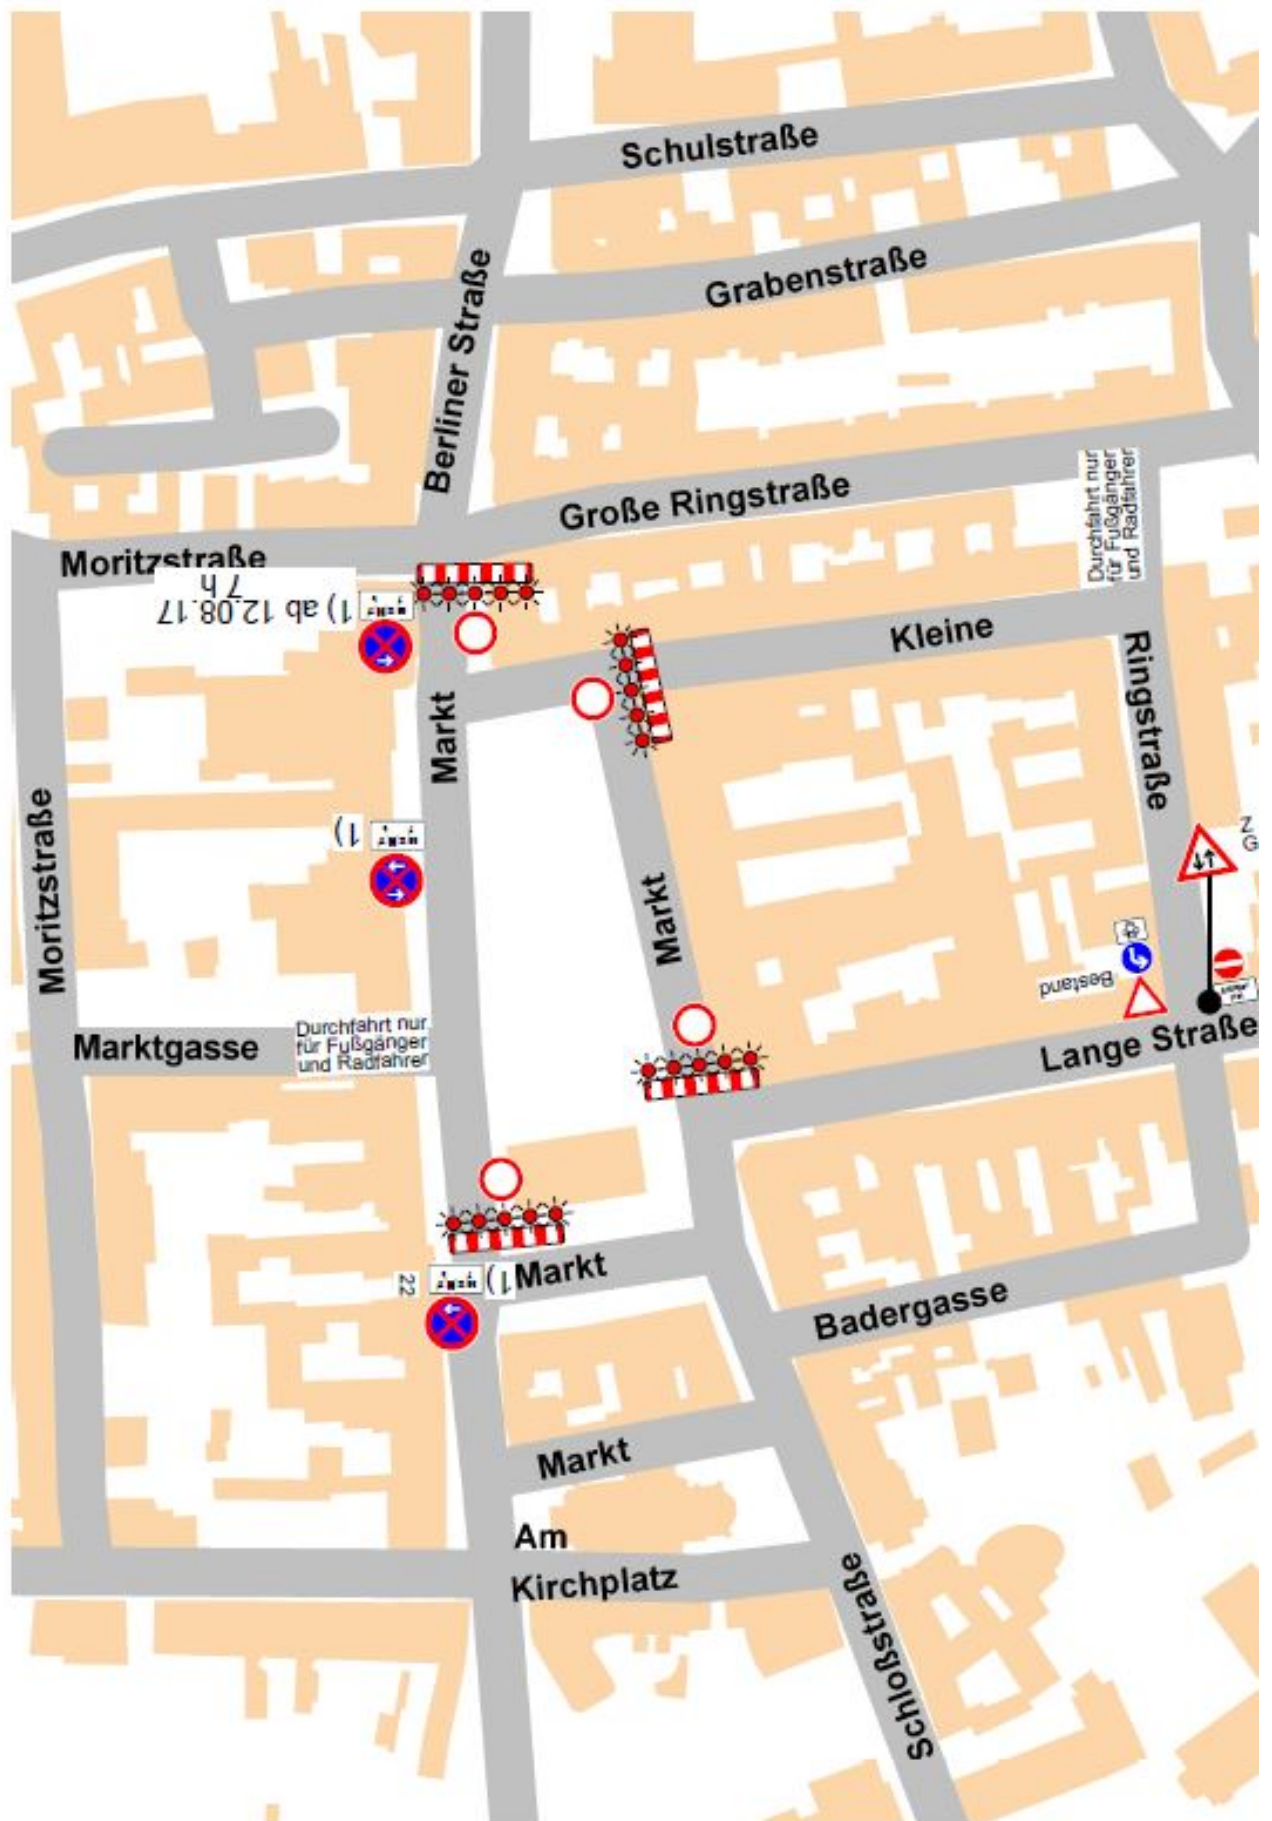 Schulstraße
Grabenstraße
Berliner Straße
Große Ringstraße
Durchfahrt nur
für Fußgänger
und Radfahrer
Moritzstraße
1) ab 12.08.17
7 h
Kleine
Ringstraße
Markt
1)
Moritzstraße
Markt
Z
G
Bestand
Marktgasse
Durchfahrt nur
für Fußgänger
und Radfahrer
Lange Straße
22
1)
Markt
Badergasse
Markt
Am
Kirchplatz
Schloßstraße